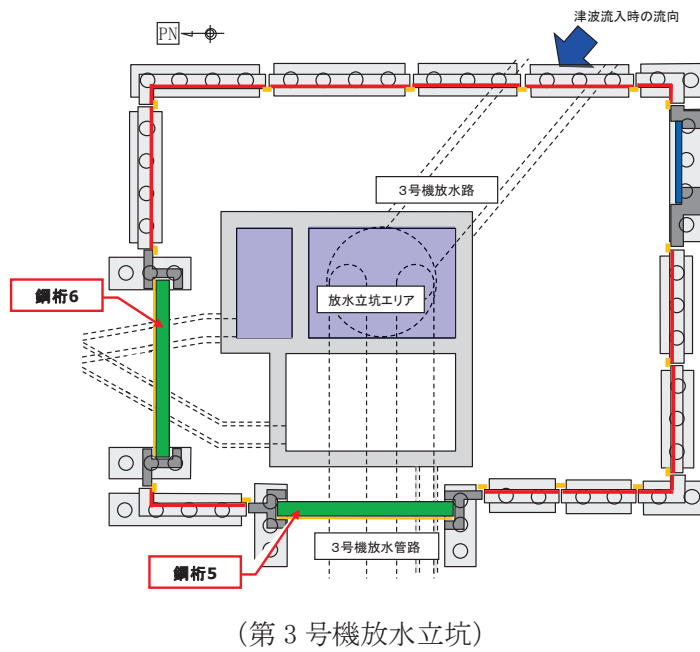 津波流入時の流向
PN
3号機放水路
鋼桁6
放水立坑エリア
3号機放水管路
鋼桁5
(第3号機放水立坑)